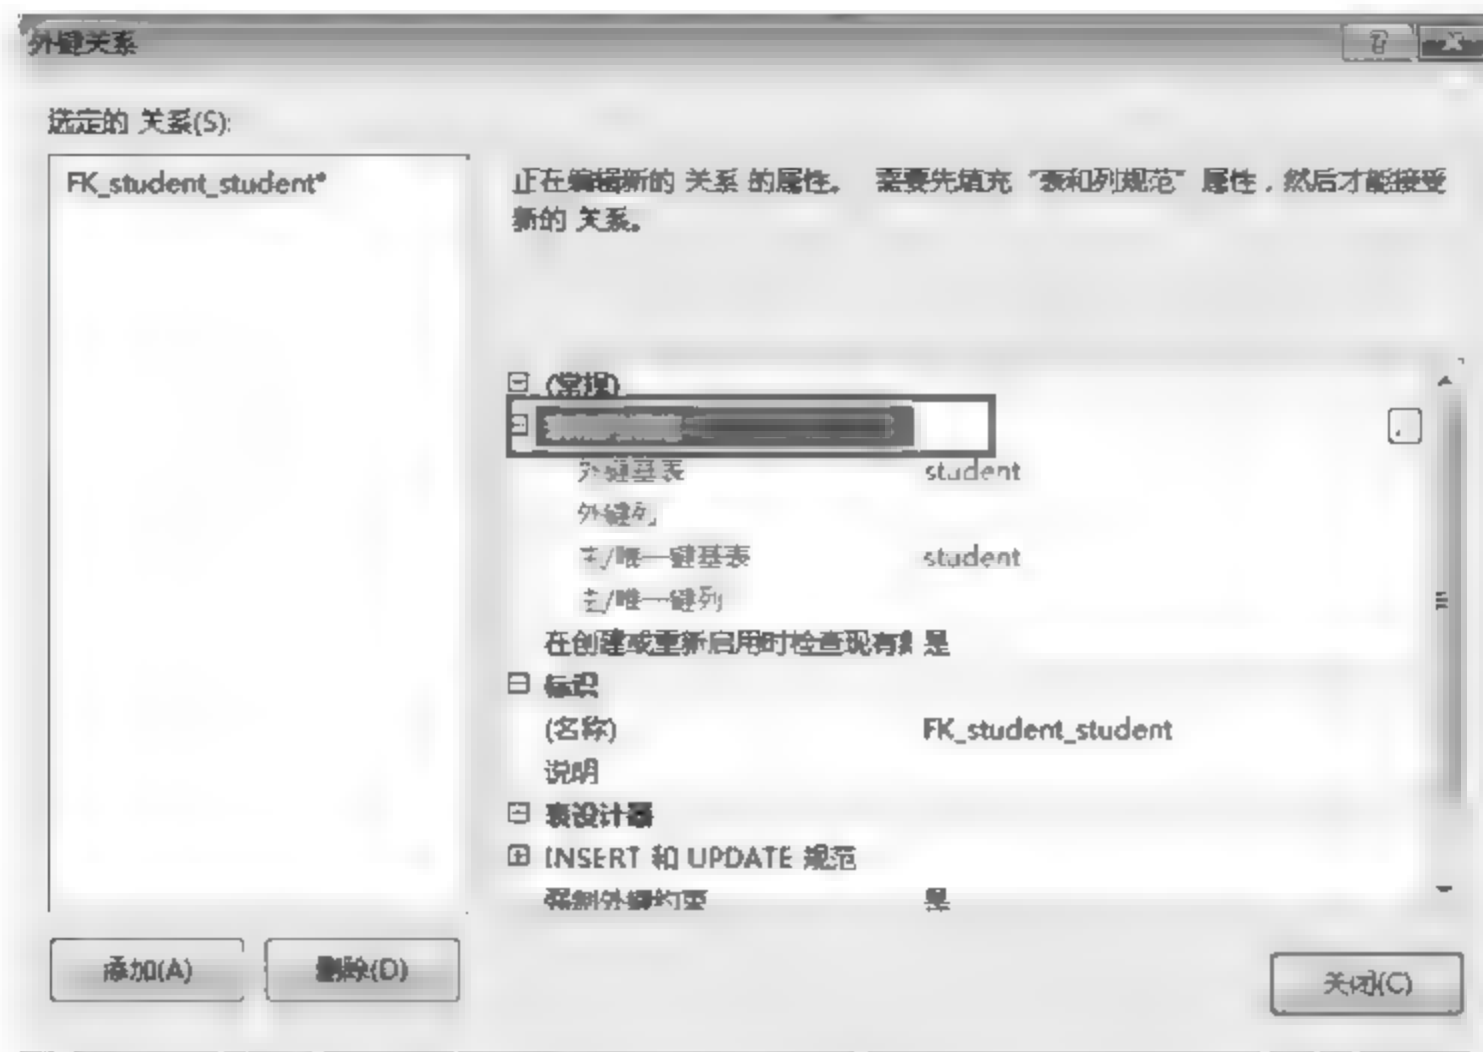 外键关系
选定的 关系(S):
FK_student_student*
正在编辑新的 关系 的属性。 需要先填充 "表和列规范" 属性，然后才能接受
新的 关系。
(常规)
外键基表 student
外键列
主/唯一键基表 student
主/唯一键列
在创建或重新启用时检查现有 是
标识
(名称) FK_student_student
说明
表设计器
INSERT 和 UPDATE 规范
强制外键约束 是
添加(A) 删除(D)
关闭(C)